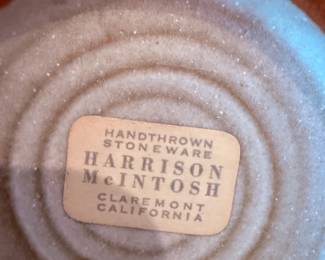 HANDTHROWN
STONEWARE
HARRISON
McINTOSH
CLAREMONT
CALIFORNIA